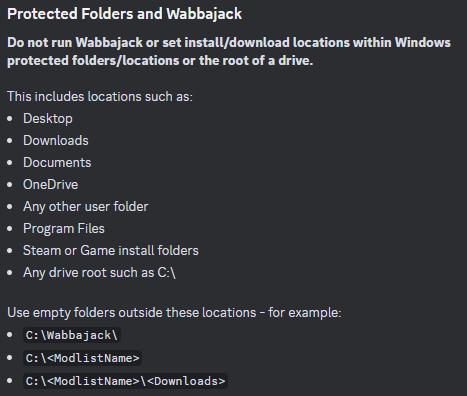 Protected Folders and Wabbajack
Do not run Wabbajack or set install/download locations within Windows
protected folders/locations or the root of a drive.
This includes locations such as:
• Desktop
• Downloads
• Documents
• OneDrive
• Any other user folder
• Program Files
• Steam or Game install folders
• Any drive root such as C:\
Use empty folders outside these locations - for example:
• C:\Wabbajack\
• C:\<ModlistName>
• C:\<ModlistName>\<Downloads>